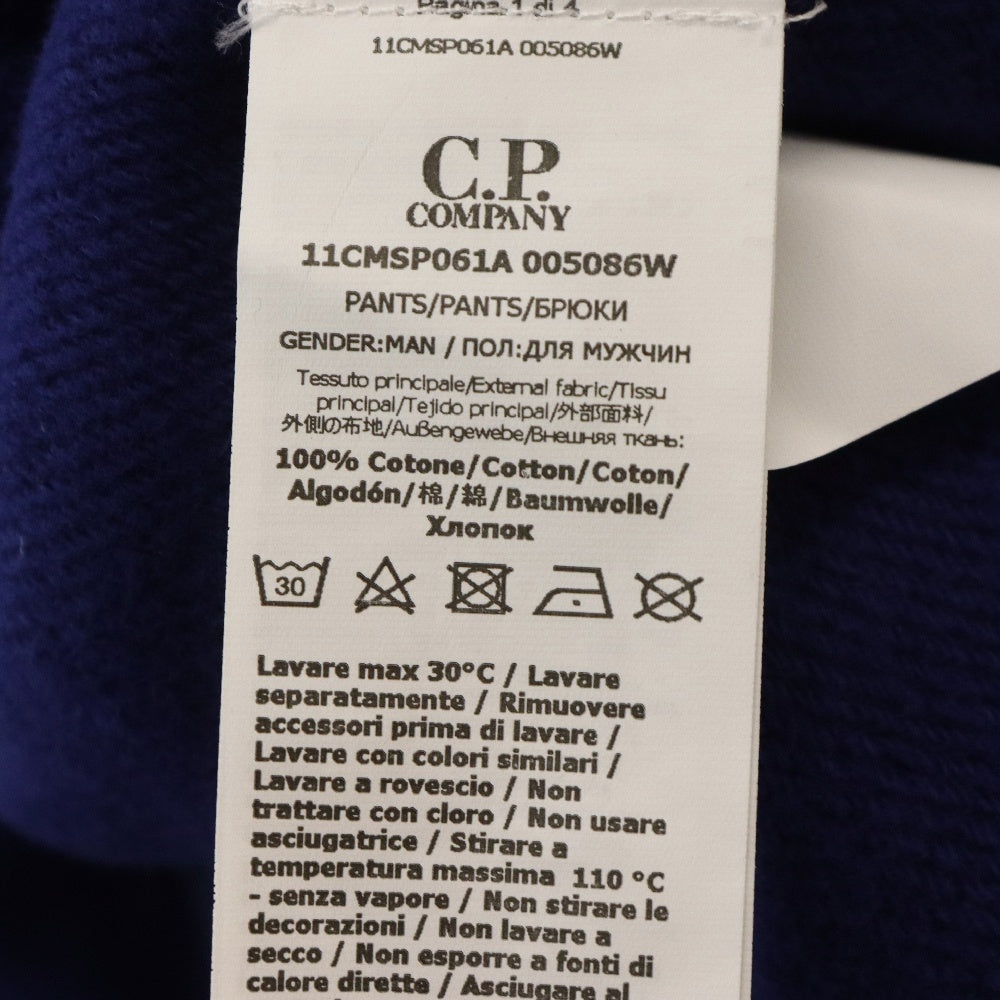 Pagina 1 di 4
11CMSP061A 005086W
C.P.
COMPANY
11CMSP061A 005086W
PANTS/PANTS/БРЮКИ
GENDER:MAN / ПОЛ:ДЛЯ МУЖЧИН
Tessuto principale/External fabric/Tissu
principal/Tejido principal/外部面料/
外側の布地/Außengewebe/Внешняя ткань:
100% Cotone/Cotton/Coton/
Algodón/棉/綿/Baumwolle/
Хлопок
30
Lavare max 30°C / Lavare
separatamente / Rimuovere
accessori prima di lavare /
Lavare con colori similari /
Lavare a rovescio / Non
trattare con cloro / Non usare
asciugatrice / Stirare a
temperatura massima 110 °C
- senza vapore / Non stirare le
decorazioni / Non lavare a
secco / Non esporre a fonti di
calore dirette / Asciugare al